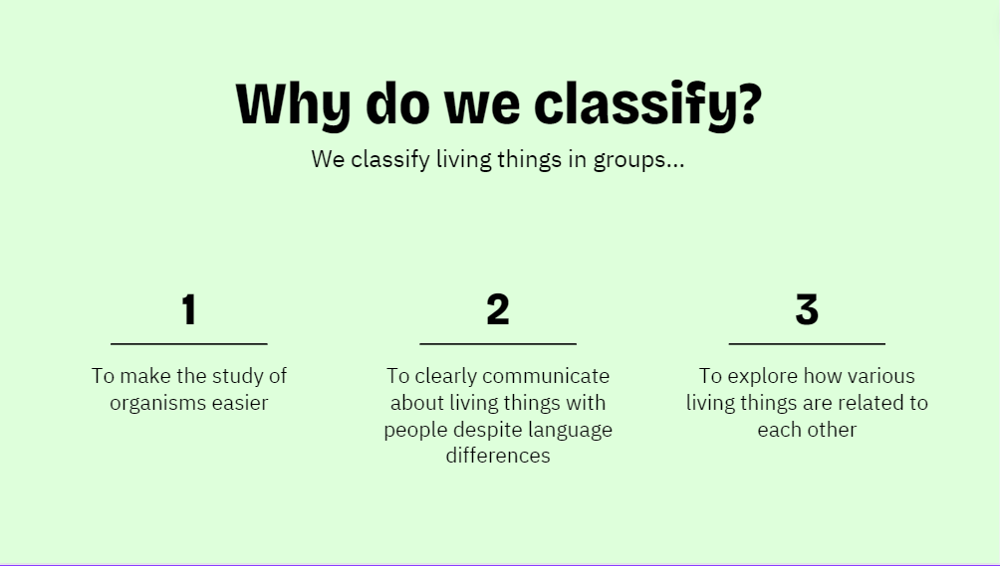 Why do we classify?
We classify living things in groups...
1
To make the study of
organisms easier
2
To clearly communicate
about living things with
people despite language
differences
3
To explore how various
living things are related to
each other